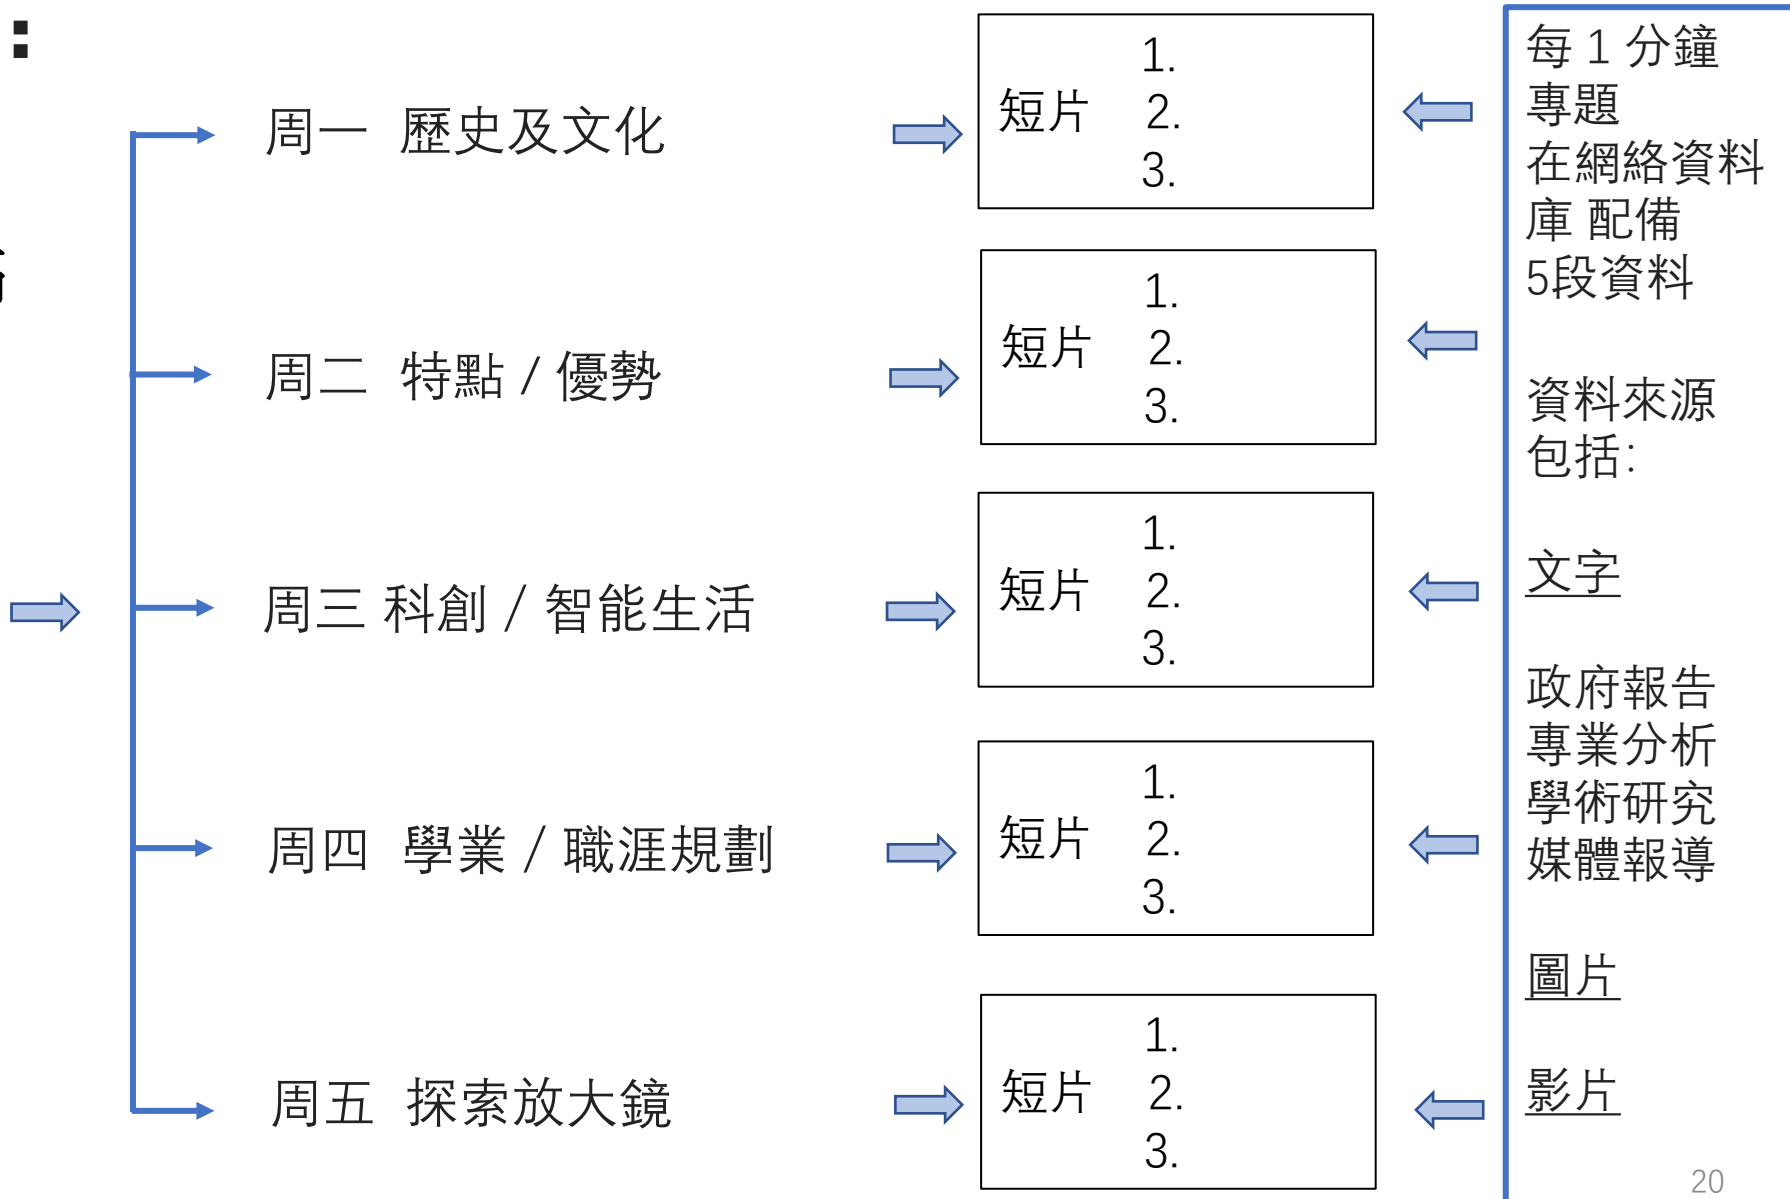 :
周一 歷史及文化
短片
1.
2.
3.
周二 特點 / 優勢
短片
1.
2.
3.
周三 科創 / 智能生活
短片
1.
2.
3.
周四 學業 / 職涯規劃
短片
1.
2.
3.
周五 探索放大鏡
短片
1.
2.
3.
每 1 分鐘
專題
在網絡資料
庫 配備
5段資料
資料來源
包括:
文字
政府報告
專業分析
學術研究
媒體報導
圖片
影片
20